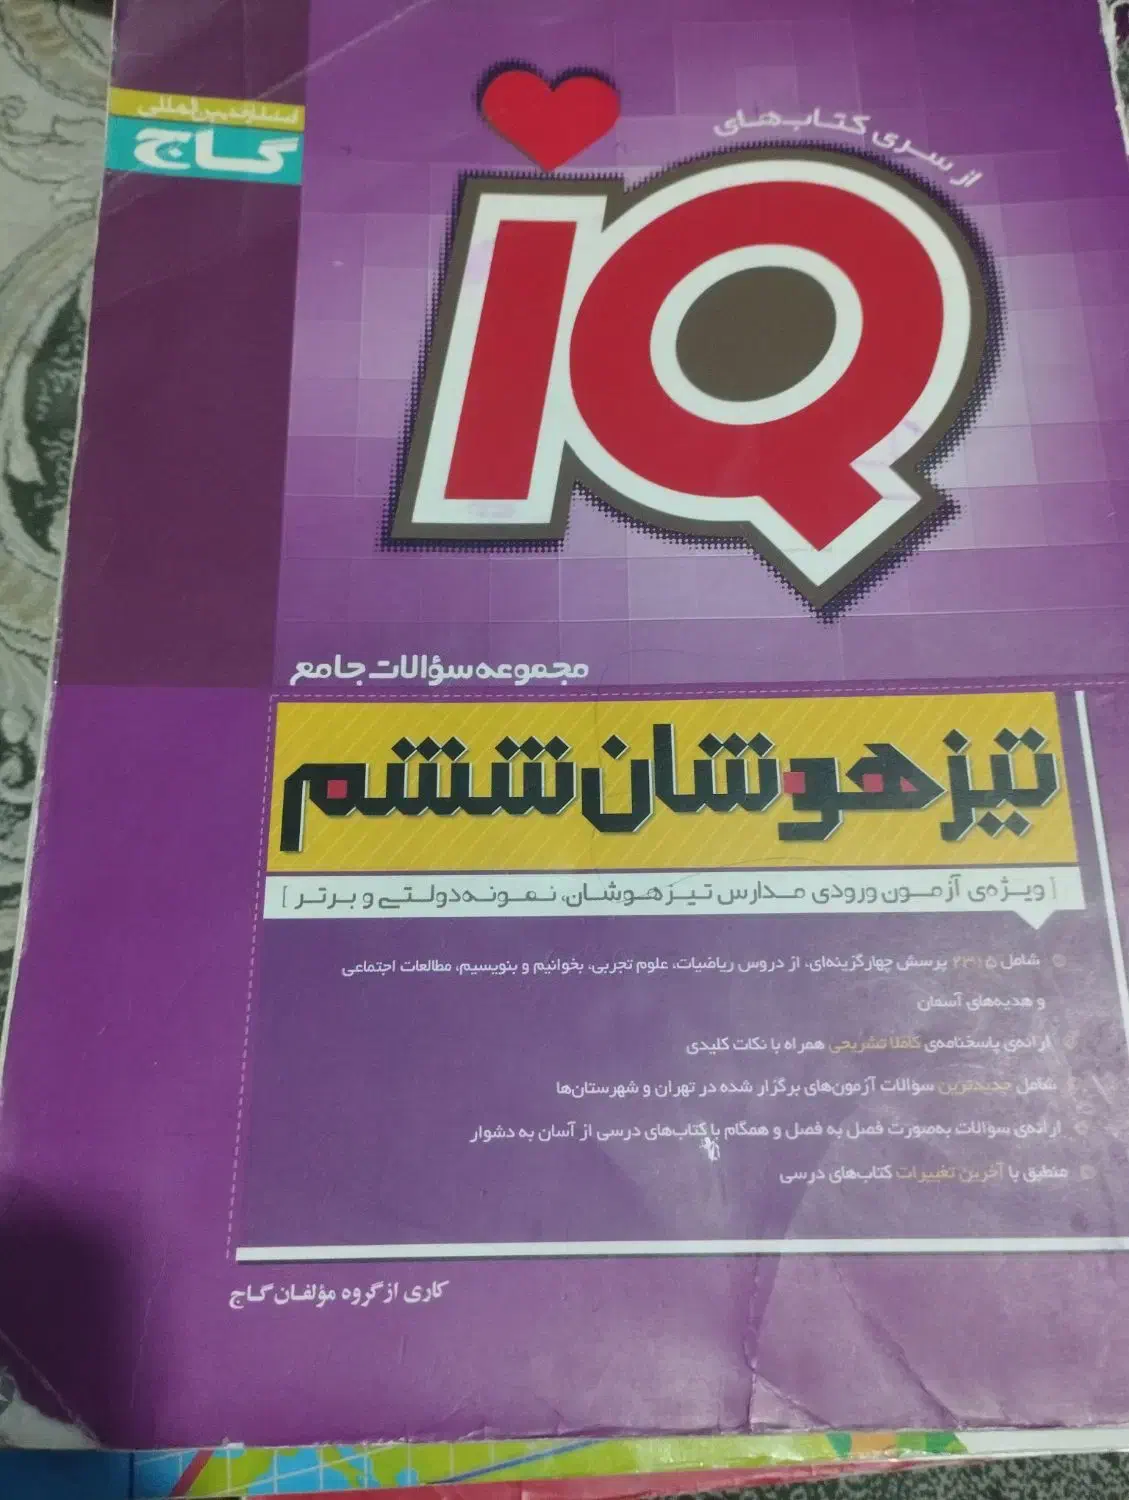 انتشارات بین‌المللی
گاج
از سری کتاب‌های
IQ
مجموعه سؤالات جامع
تیزهوشان ششم
[ ویژه‌ی آزمون ورودی مدارس تیزهوشان، نمونه‌دولتی و برتر ]
شامل ۲۳۱۵ پرسش چهارگزینه‌ای، از دروس ریاضیات، علوم تجربی، بخوانیم و بنویسیم، مطالعات اجتماعی
و هدیه‌های آسمان
ارائه‌ی پاسخنامه‌ی کاملا تشریحی همراه با نکات کلیدی
شامل جدیدترین سؤالات آزمون‌های برگزار شده در تهران و شهرستان‌ها
ارائه‌ی سوالات به‌صورت فصل به فصل و همگام با کتاب‌های درسی از آسان به دشوار
منطبق با آخرین تغییرات کتاب‌های درسی
کاری از گروه مؤلفان گاج